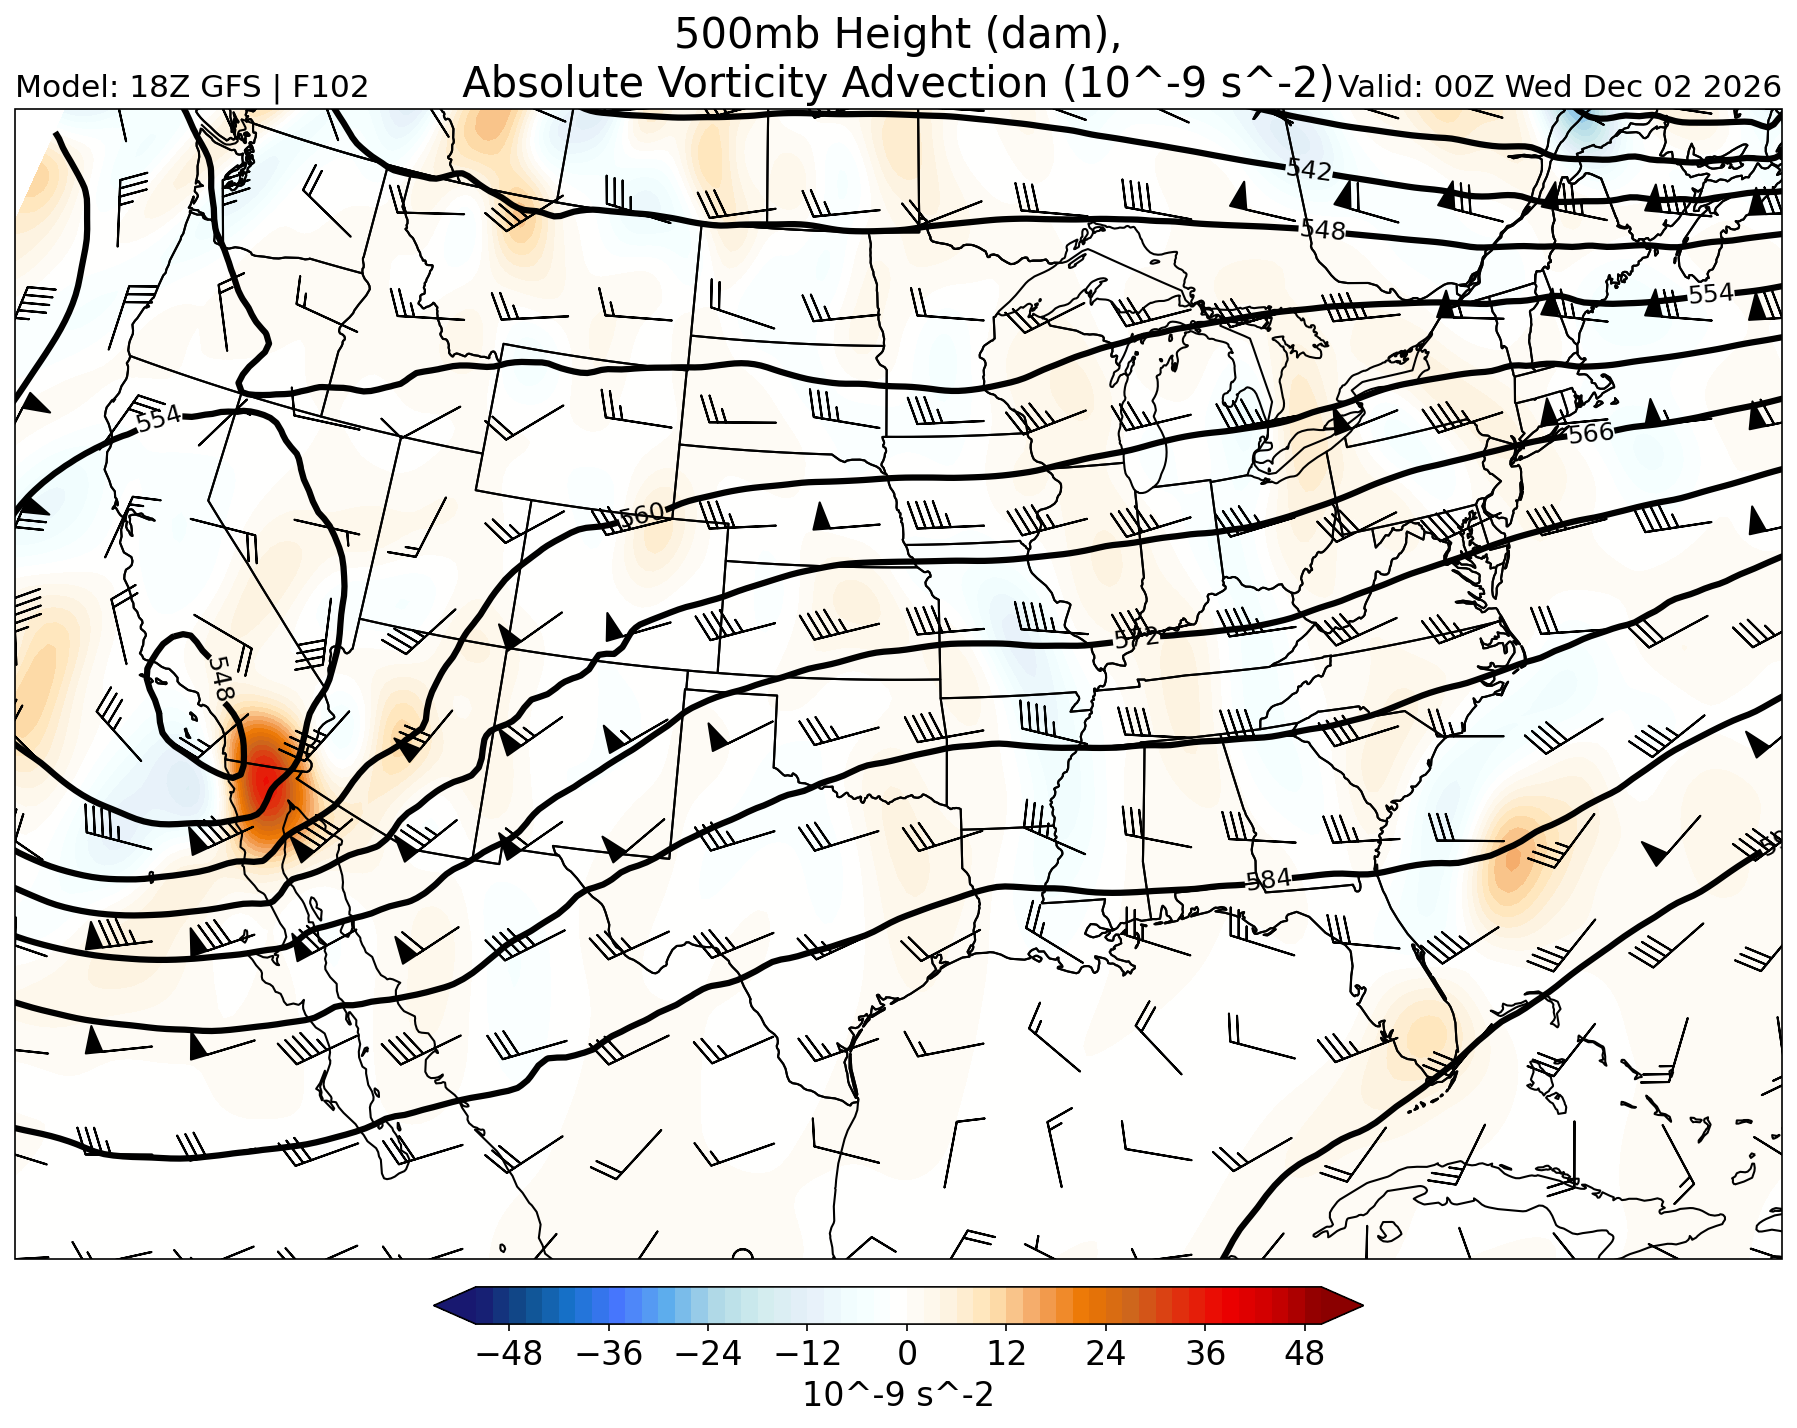 500mb Height (dam),
Model: 18Z GFS | F102 Absolute Vorticity Advection (10^-9 s^-2) Valid: 00Z Wed Dec 02 2026
542
548
554
554
566
560
572
548
584
−48 −36 −24 −12 0 12 24 36 48
10^-9 s^-2